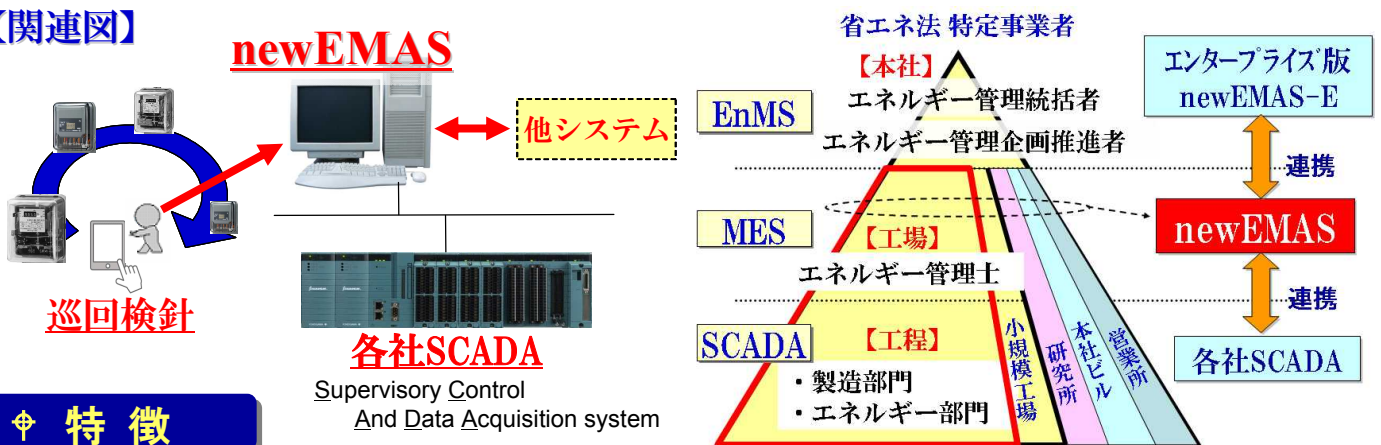 【関連図】
newEMAS
他システム
巡回検針
各社SCADA
Supervisory Control
And Data Acquisition system
特 徴
省エネ法 特定事業者
【本社】
エネルギー管理統括者
エネルギー管理企画推進者
EnMS
MES
【工場】
エネルギー管理士
SCADA
【工程】
・製造部門
・エネルギー部門
小規模工場
研究所
本社ビル
営業所
エンタープライズ版
newEMAS-E
連携
newEMAS
連携
各社SCADA